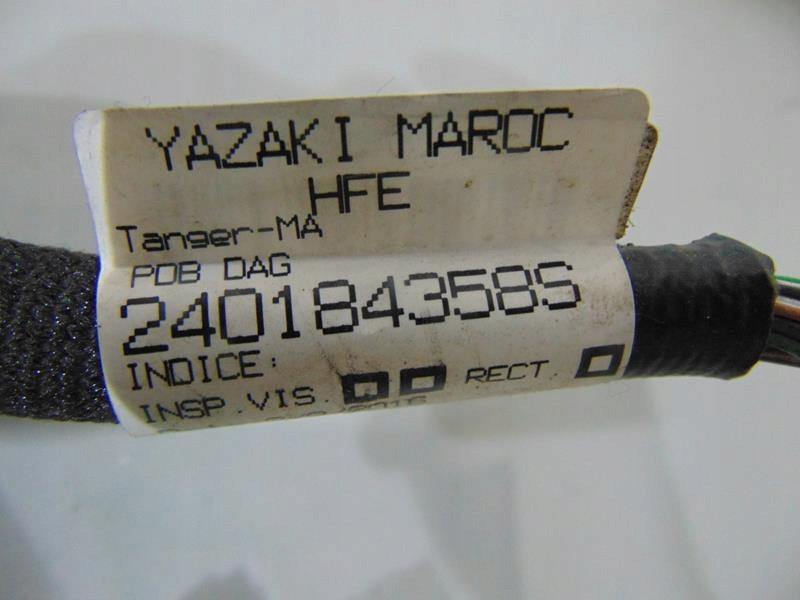 YAZAKI MAROC
HFE
Tanger-MA
PDB DAG
240184358S
INDICE:
INSP.VIS. RECT.